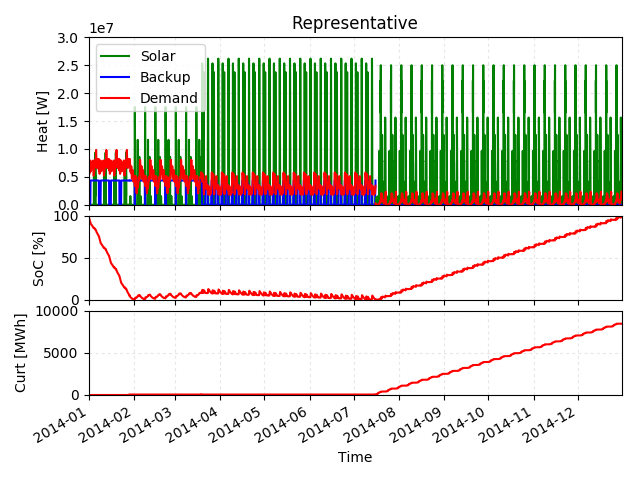 Representative
1e7
3.0
2.5
2.0
1.5
1.0
0.5
0.0
Heat [W]
Solar
Backup
Demand
100
50
0
SoC [%]
10000
5000
0
Curt [MWh]
2014-01
2014-02
2014-03
2014-04
2014-05
2014-06
2014-07
2014-08
2014-09
2014-10
2014-11
2014-12
Time